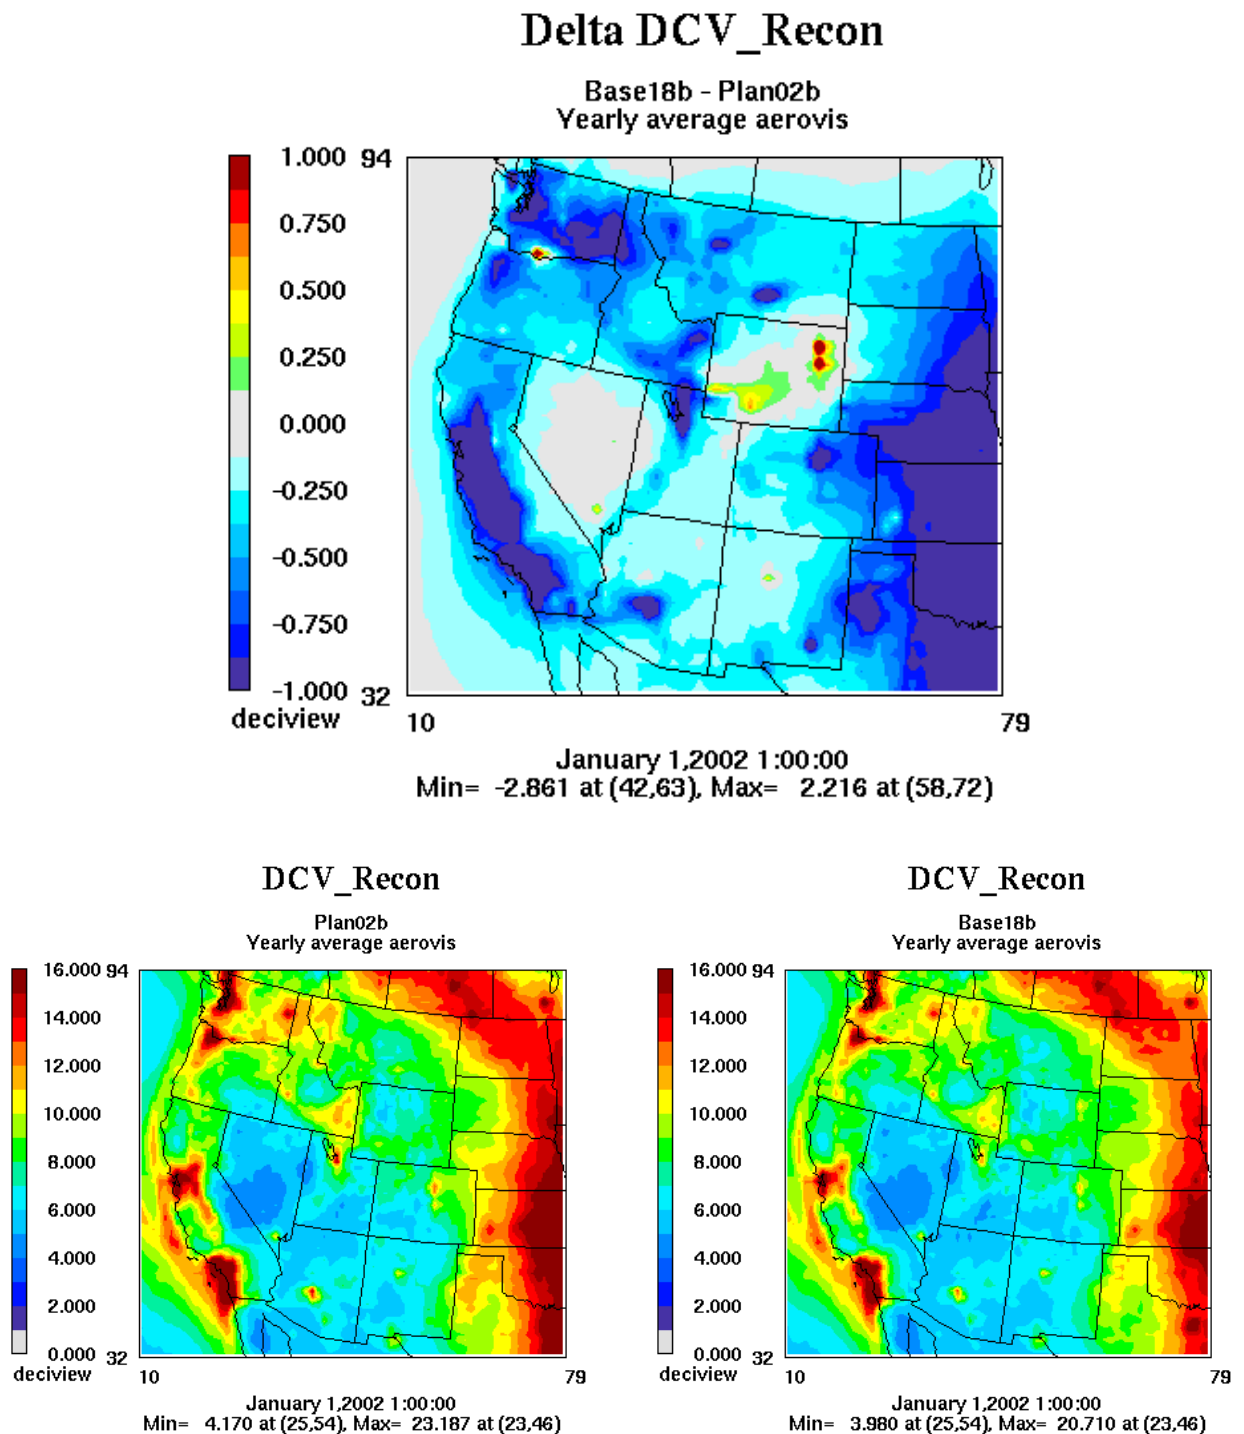 Delta DCV_Recon
Base18b - Plan02b
Yearly average aerovis
1.000
0.750
0.500
0.250
0.000
-0.250
-0.500
-0.750
-1.000
deciview
94
32
10
79
January 1,2002 1:00:00
Min= -2.861 at (42,63), Max= 2.216 at (58,72)
DCV_Recon
Plan02b
Yearly average aerovis
16.000
14.000
12.000
10.000
8.000
6.000
4.000
2.000
0.000
deciview
94
32
10
79
January 1,2002 1:00:00
Min= 4.170 at (25,54), Max= 23.187 at (23,46)
DCV_Recon
Base18b
Yearly average aerovis
16.000
14.000
12.000
10.000
8.000
6.000
4.000
2.000
0.000
deciview
94
32
10
79
January 1,2002 1:00:00
Min= 3.980 at (25,54), Max= 20.710 at (23,46)